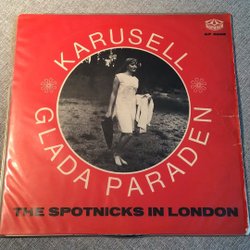 KARUSELL
GLADA PARADEN
THE SPOTNICKS IN LONDON